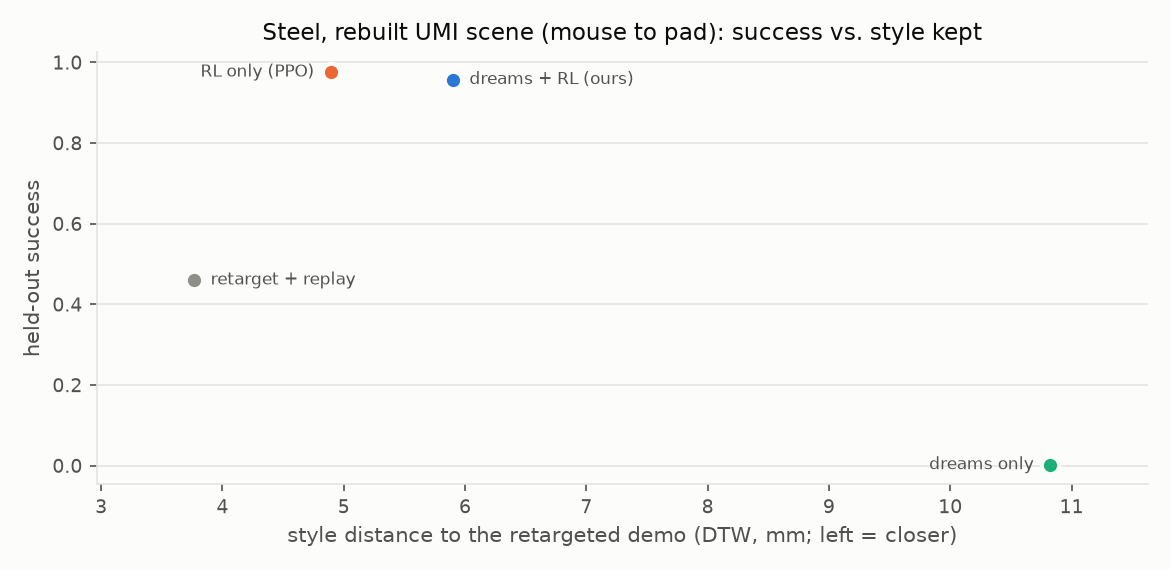 Steel, rebuilt UMI scene (mouse to pad): success vs. style kept
1.0
0.8
0.6
0.4
0.2
0.0
held-out success
RL only (PPO)
dreams + RL (ours)
retarget + replay
dreams only
3 4 5 6 7 8 9 10 11
style distance to the retargeted demo (DTW, mm; left = closer)